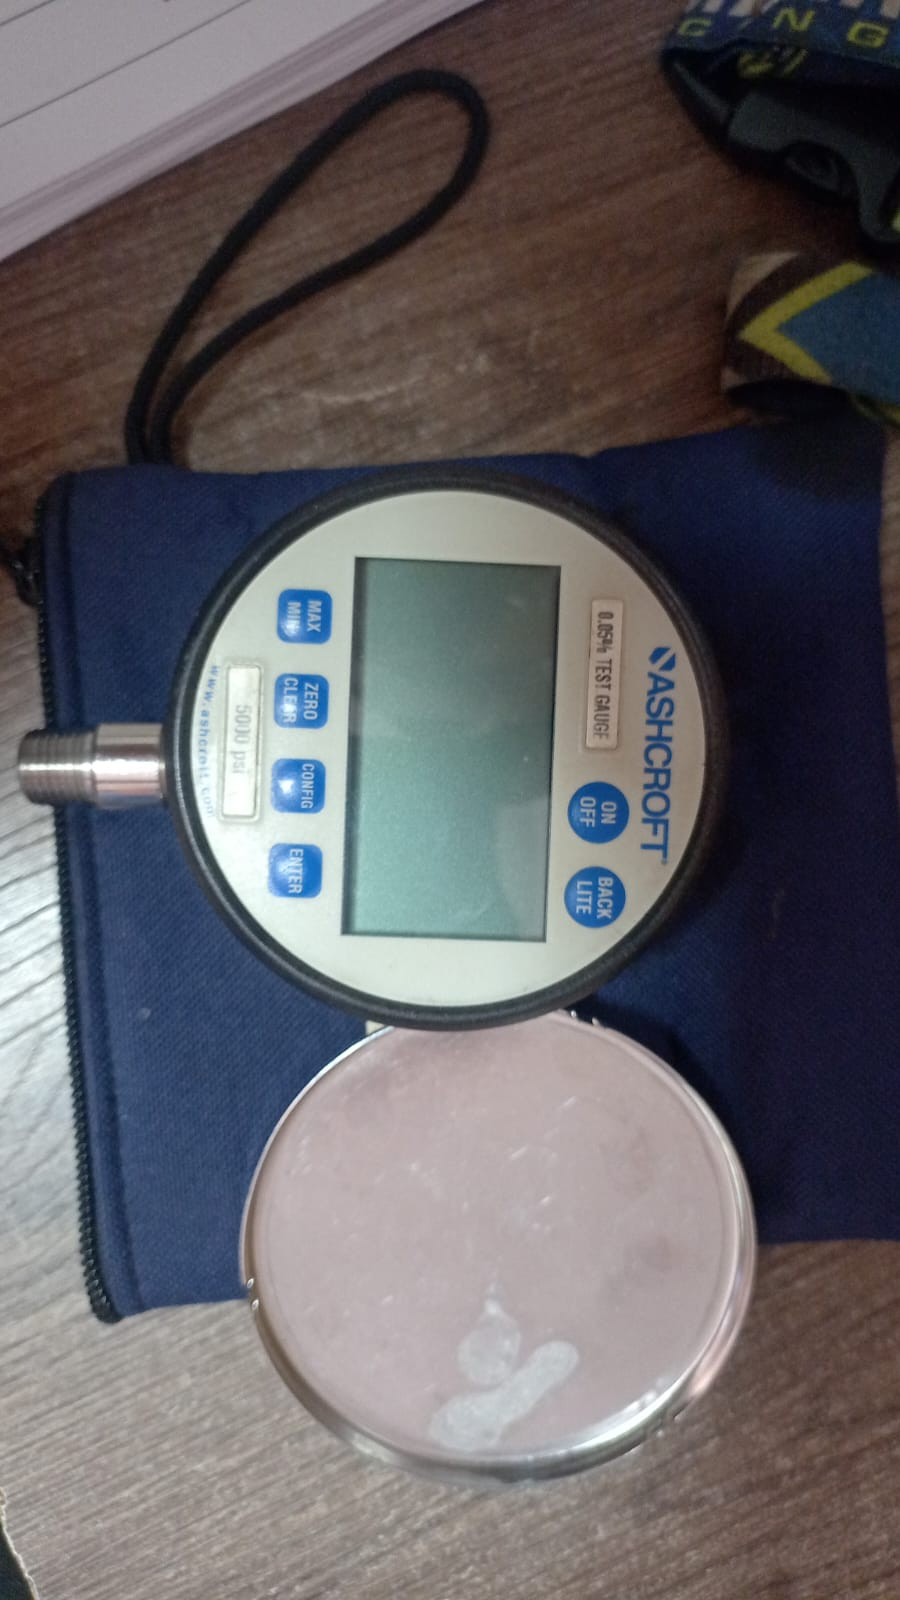 ASHCROFT®
0.05% TEST GAUGE
ON
OFF
BACK
LITE
MAX
MIN
ZERO
CLEAR
CONFIG
ENTER
5000 psi
www.ashcroft.com
C N G